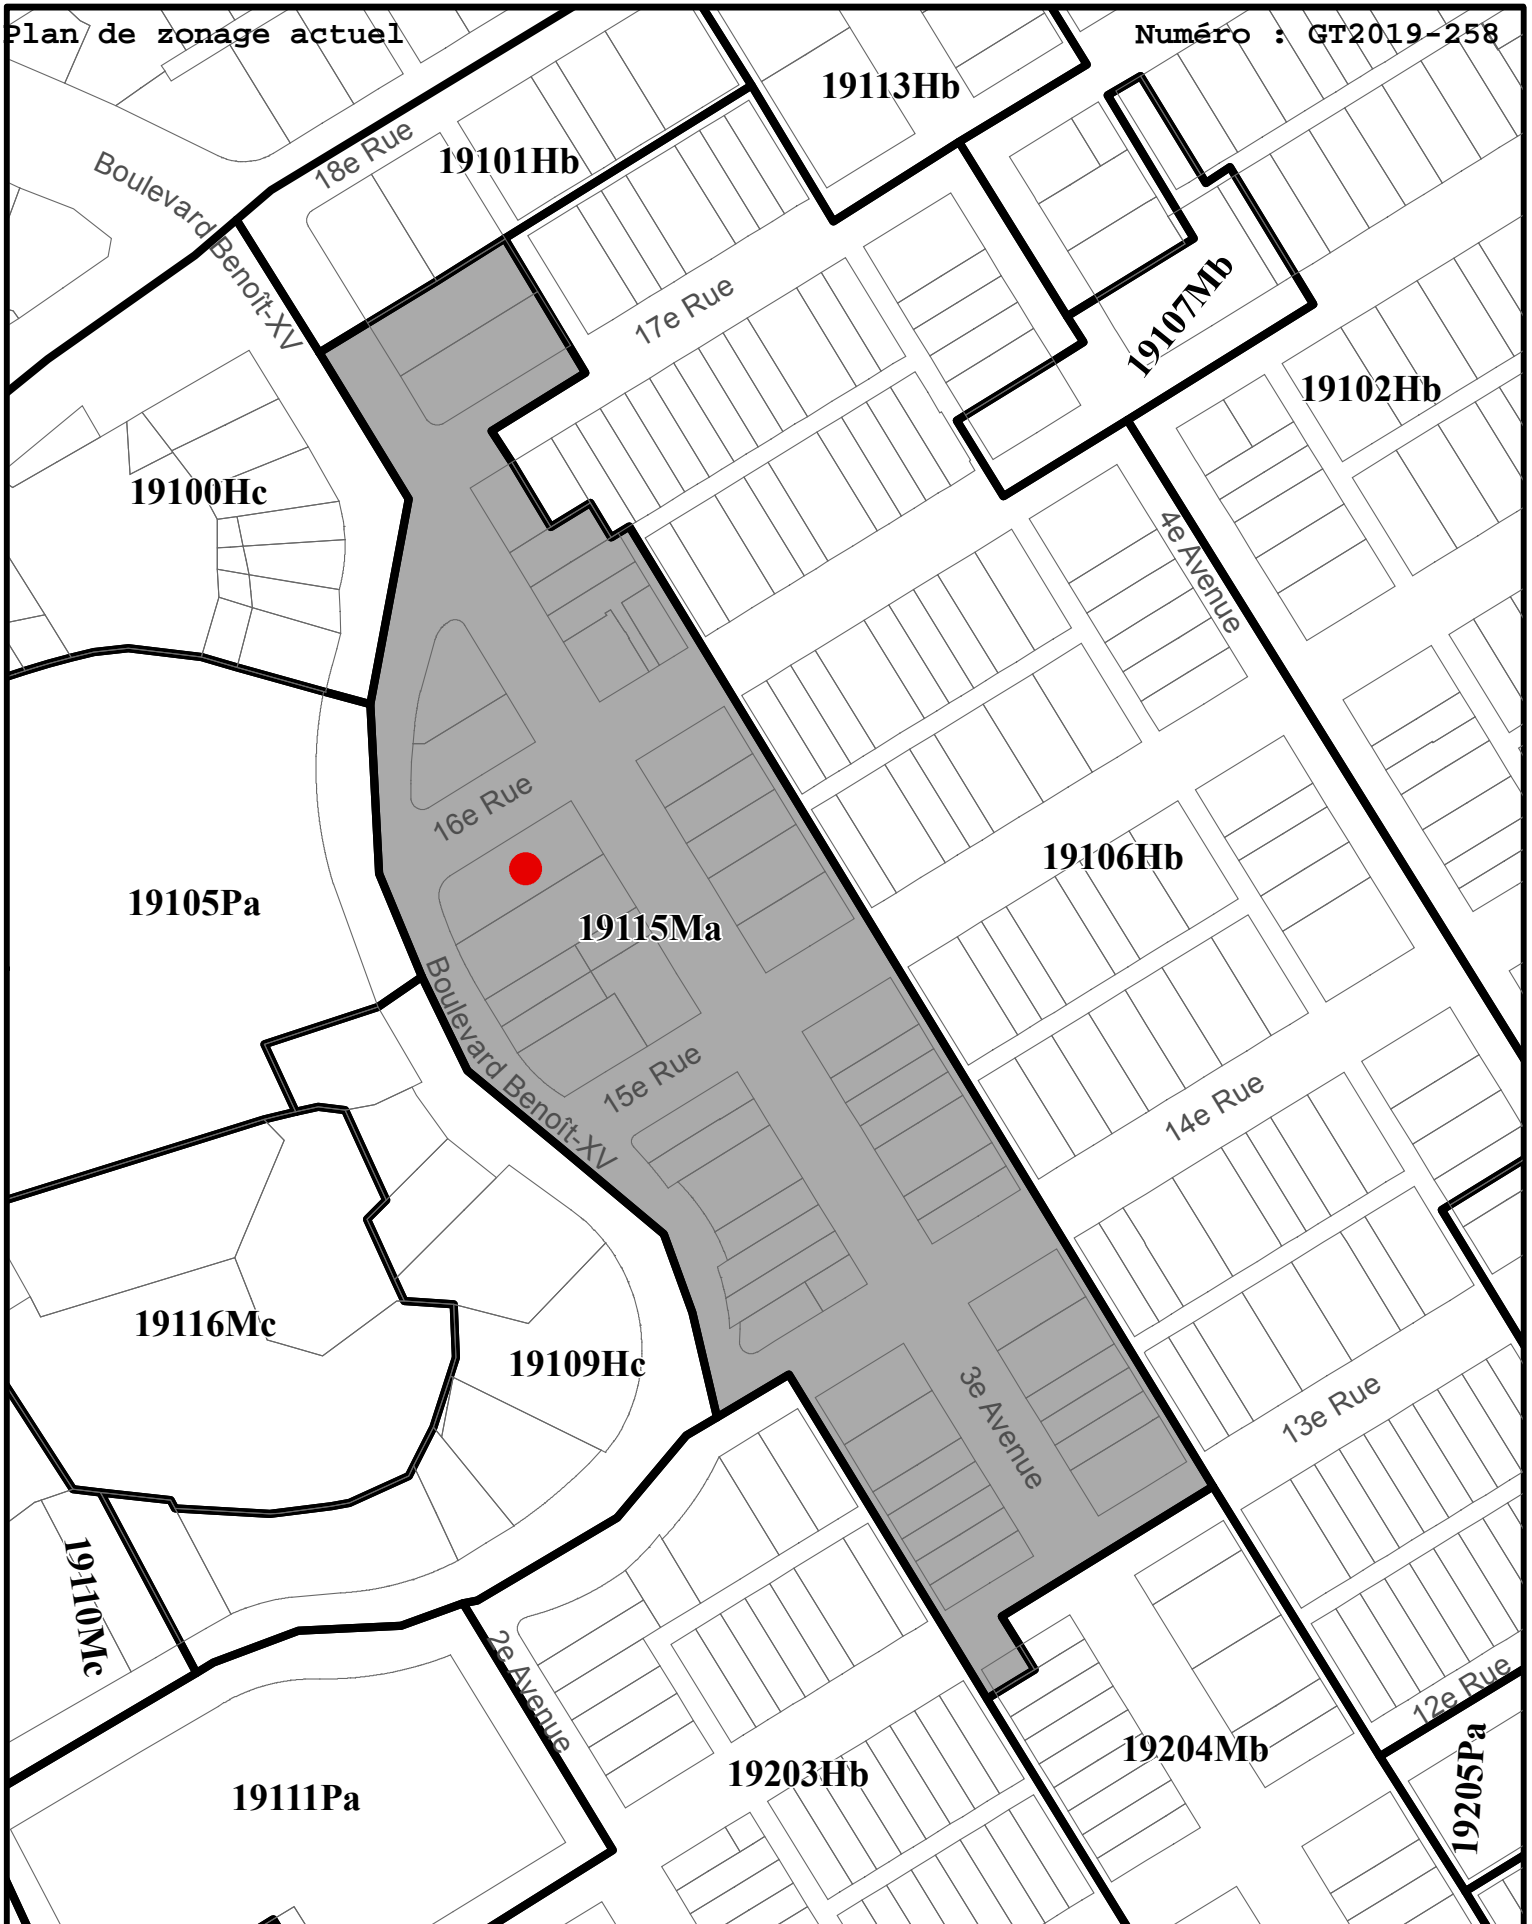 Plan de zonage actuel
Numéro : GT2019-258
19113Hb
18e Rue
19101Hb
Boulevard Benoît-XV
17e Rue
19107Mb
19102Hb
19100Hc
4e Avenue
16e Rue
19106Hb
19105Pa
19115Ma
Boulevard Benoît-XV
15e Rue
14e Rue
19116Mc
19109Hc
3e Avenue
13e Rue
19110Mc
2e Avenue
12e Rue
19204Mb
19203Hb
19205Pa
19111Pa